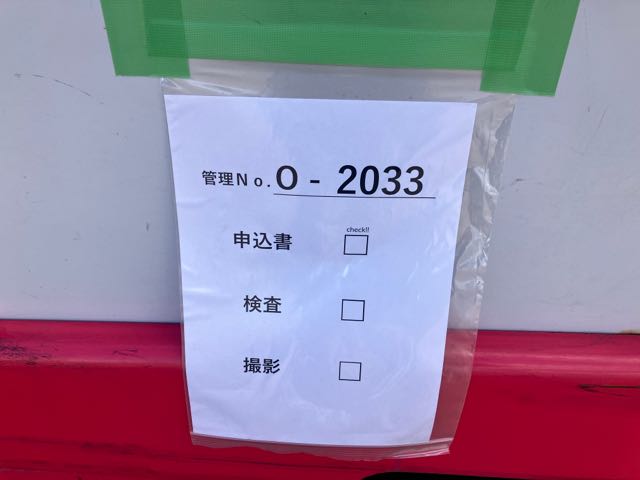 管理No. O - 2033
check!!
申込書 □
検査 □
撮影 □